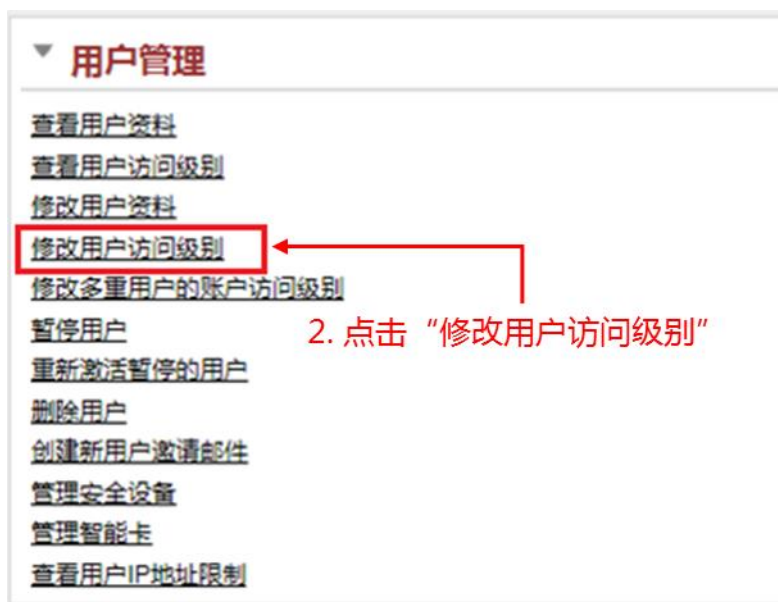 用户管理
查看用户资料
查看用户访问级别
修改用户资料
修改用户访问级别
修改多重用户的账户访问级别
暂停用户
2. 点击“修改用户访问级别”
重新激活暂停的用户
删除用户
创建新用户邀请邮件
管理安全设备
管理智能卡
查看用户IP地址限制